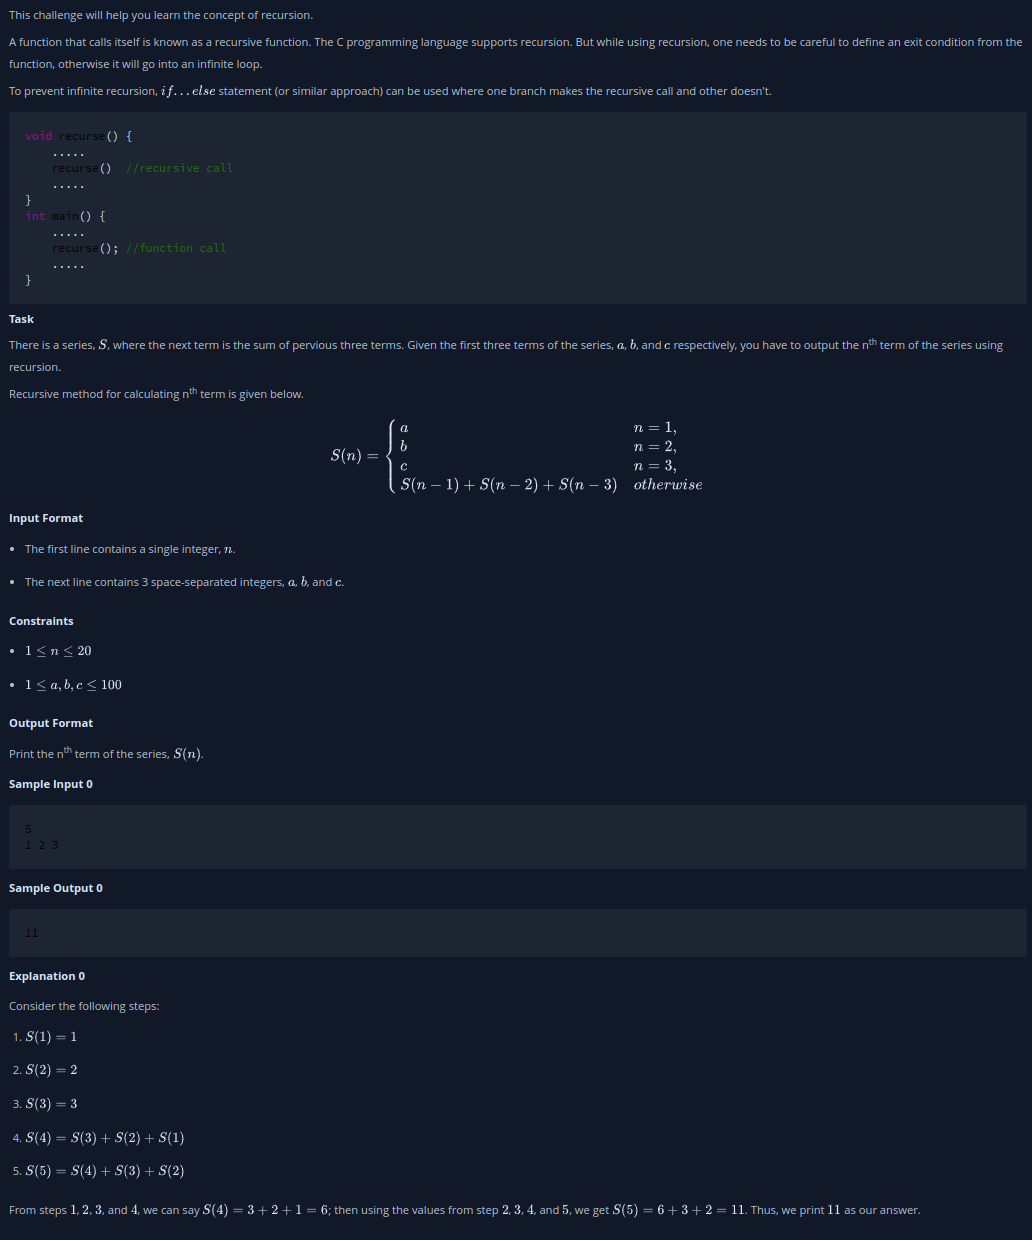 This challenge will help you learn the concept of recursion.
A function that calls itself is known as a recursive function. The C programming language supports recursion. But while using recursion, one needs to be careful to define an exit condition from the
function, otherwise it will go into an infinite loop.
To prevent infinite recursion, if...else statement (or similar approach) can be used where one branch makes the recursive call and other doesn't.
void recurse() {
    .....
    recurse()  //recursive call
    .....
}
int main() {
    .....
    recurse(); //function call
    .....
}
Task
There is a series, S, where the next term is the sum of pervious three terms. Given the first three terms of the series, a, b, and c respectively, you have to output the nth term of the series using
recursion.
Recursive method for calculating nth term is given below.
a n = 1,
b n = 2,
S(n) =
c n = 3,
S(n − 1) + S(n − 2) + S(n − 3) otherwise
Input Format
• The first line contains a single integer, n.
• The next line contains 3 space-separated integers, a, b, and c.
Constraints
• 1 ≤ n ≤ 20
• 1 ≤ a, b, c ≤ 100
Output Format
Print the nth term of the series, S(n).
Sample Input 0
5
1 2 3
Sample Output 0
11
Explanation 0
Consider the following steps:
1. S(1) = 1
2. S(2) = 2
3. S(3) = 3
4. S(4) = S(3) + S(2) + S(1)
5. S(5) = S(4) + S(3) + S(2)
From steps 1, 2, 3, and 4, we can say S(4) = 3 + 2 + 1 = 6; then using the values from step 2, 3, 4, and 5, we get S(5) = 6 + 3 + 2 = 11. Thus, we print 11 as our answer.